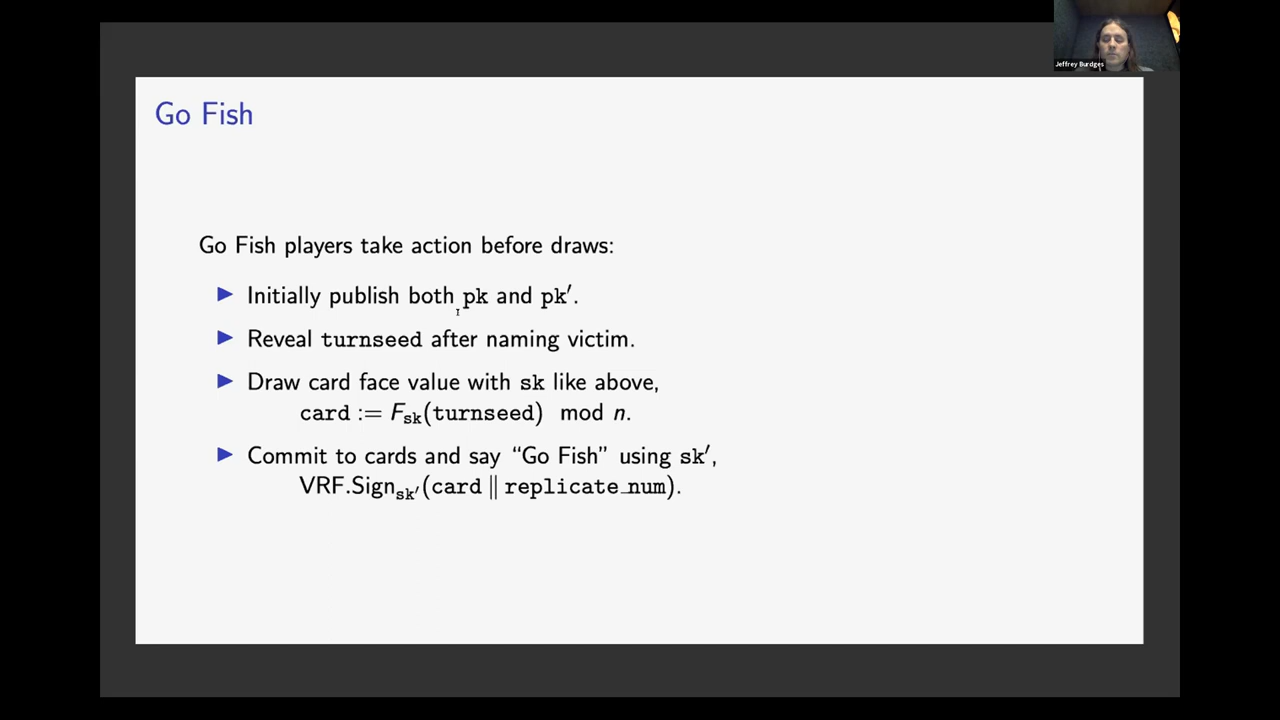 Jeffrey Burdges
Go Fish
Go Fish players take action before draws:
▶ Initially publish both pk and pk′.
▶ Reveal turnseed after naming victim.
▶ Draw card face value with sk like above,
card := F_sk(turnseed) mod n.
▶ Commit to cards and say “Go Fish” using sk′,
VRF.Sign_sk′(card || replicate_num).